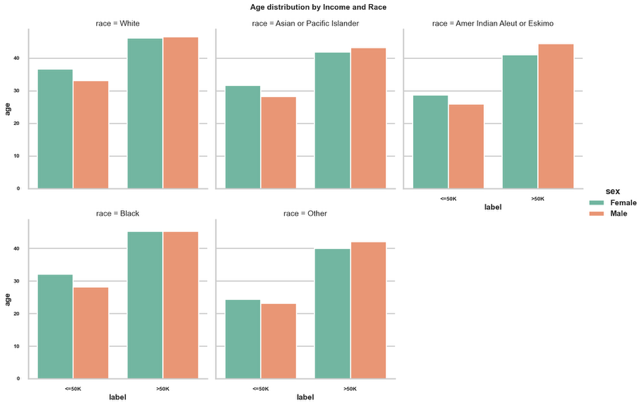 Age distribution by Income and Race
race = White
race = Asian or Pacific Islander
race = Amer Indian Aleut or Eskimo
age
40
30
20
10
0
<=50K
>50K
label
sex
Female
Male
race = Black
race = Other
age
40
30
20
10
0
<=50K
>50K
<=50K
>50K
label
label